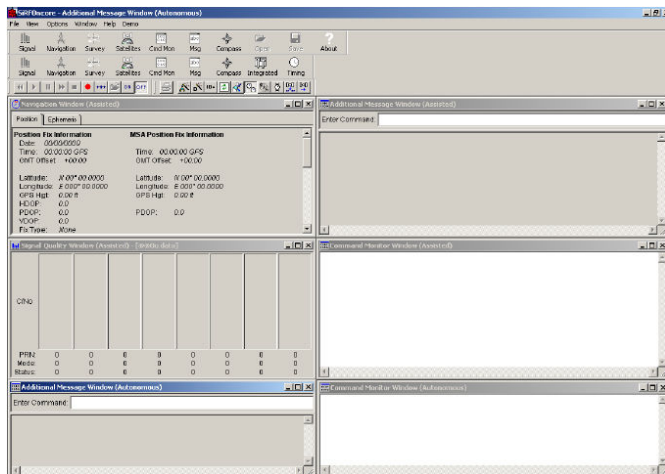 SiRFOncore - Additional Message Window (Autonomous)
File View Options Window Help Demo
Signal Navigation Survey Satellites Cmd Mon Msg Compass Open Save About
Signal Navigation Survey Satellites Cmd Mon Msg Compass Integrated Timing
Navigation Window (Assisted)
Position Ephemeris
Position Fix Information MSA Position Fix Information
Date: 00/00/0000
Time: 00:00:00 GPS Time: 00:00:00 GPS
GMT Offset: +00:00 GMT Offset: +00:00
Latitude: N 00° 00.0000 Latitude: N 00° 00.0000
Longitude: E 000° 00.0000 Longitude: E 000° 00.0000
GPS Hgt: 0.00 ft GPS Hgt: 0.00 ft
HDOP: 0.0
PDOP: 0.0 PDOP: 0.0
VDOP: 0.0
Fix Type: None
Additional Message Window (Assisted)
Enter Command:
Signal Quality Window (Assisted) - [Static data]
C/No
PRN: 0 0 0 0 0 0 0 0
Mode: 0 0 0 0 0 0 0 0
Status: 0 0 0 0 0 0 0 0
Command Monitor Window (Assisted)
Additional Message Window (Autonomous)
Enter Command:
Command Monitor Window (Autonomous)